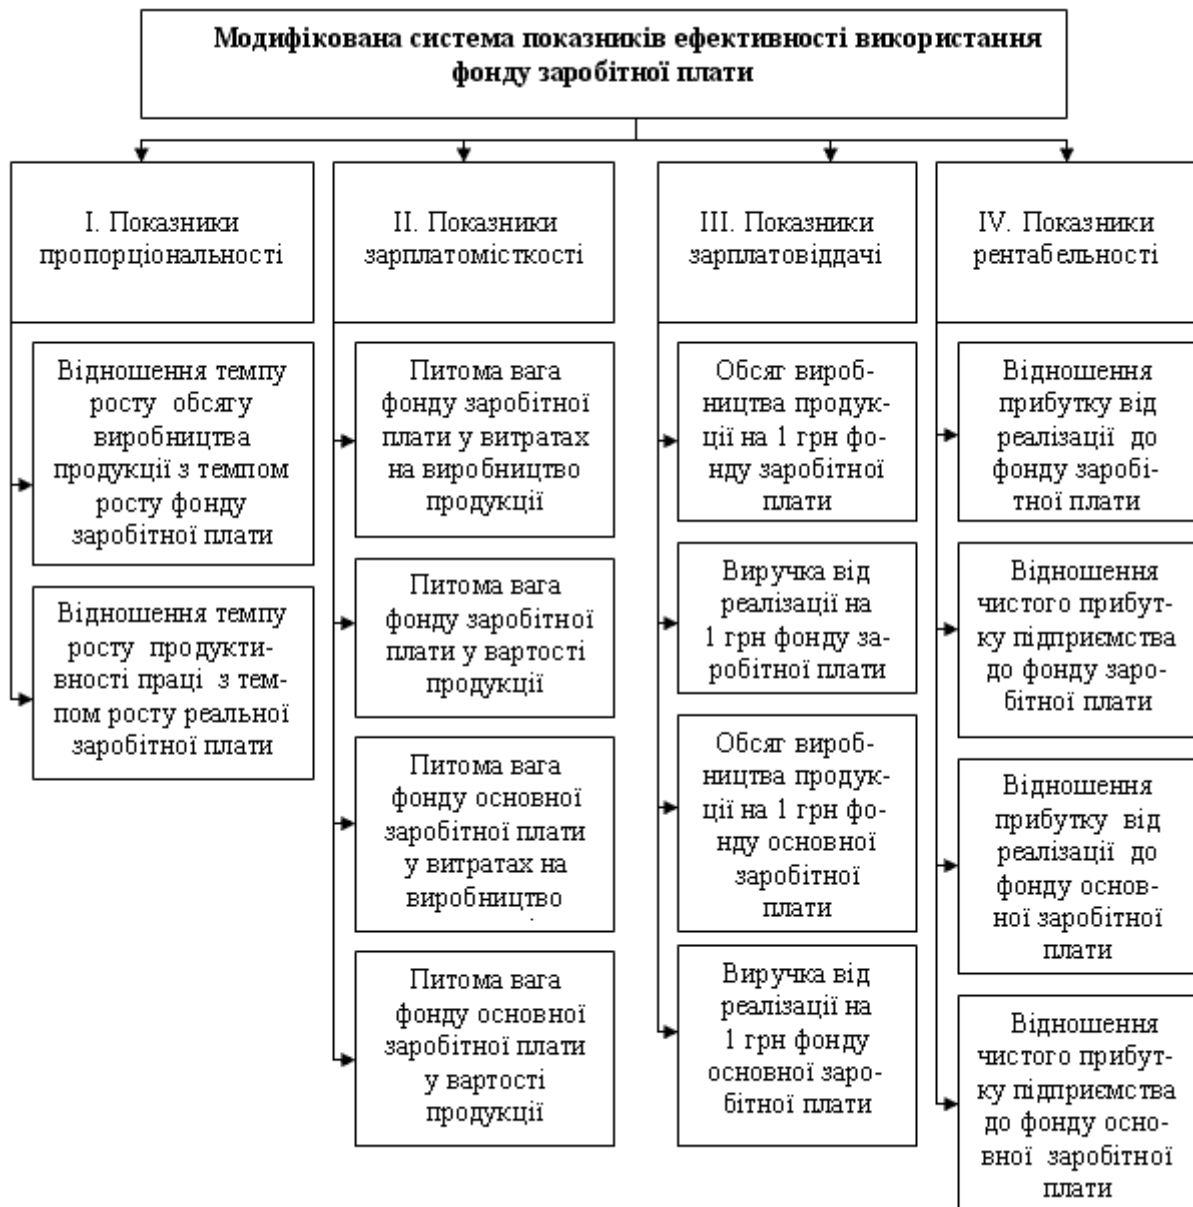 Модифікована система показників ефективності використання
фонду заробітної плати
І. Показники
пропорціональності
Відношення темпу
росту обсягу
виробництва
продукції з темпом
росту фонду
заробітної плати
Відношення темпу
росту продукти-
вності праці з тем-
пом росту реальної
заробітної плати
ІІ. Показники
зарплатомісткості
Питома вага
фонду заробітної
плати у витратах
на виробництво
продукції
Питома вага
фонду заробітної
плати у вартості
продукції
Питома вага
фонду основної
заробітної плати
у витратах на
виробництво
Питома вага
фонду основної
заробітної плати
у вартості
продукції
ІІІ. Показники
зарплатовіддачі
Обсяг вироб-
ництва продук-
ції на 1 грн фо-
нду заробітної
плати
Виручка від
реалізації на
1 грн фонду за-
робітної плати
Обсяг вироб-
ництва продук-
ції на 1 грн фо-
нду основної
заробітної
плати
Виручка від
реалізації на
1 грн фонду
основної заро-
бітної плати
IV. Показники
рентабельності
Відношення
прибутку від
реалізації до
фонду заробі-
тної плати
Відношення
чистого прибут-
ку підприємства
до фонду заро-
бітної плати
Відношення
прибутку від
реалізації до
фонду основ-
ної заробітної
плати
Відношення
чистого прибут-
ку підприємства
до фонду осно-
вної заробітної
плати